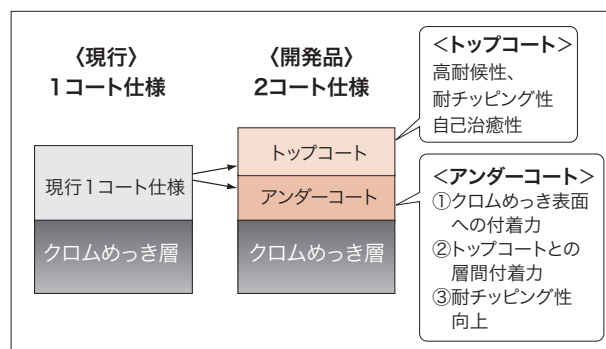 〈現行〉
1コート仕様
現行1コート仕様
クロムめっき層
〈開発品〉
2コート仕様
トップコート
アンダーコート
クロムめっき層
＜トップコート＞
高耐候性、
耐チッピング性
自己治癒性
＜アンダーコート＞
①クロムめっき表面
への付着力
②トップコートとの
層間付着力
③耐チッピング性
向上